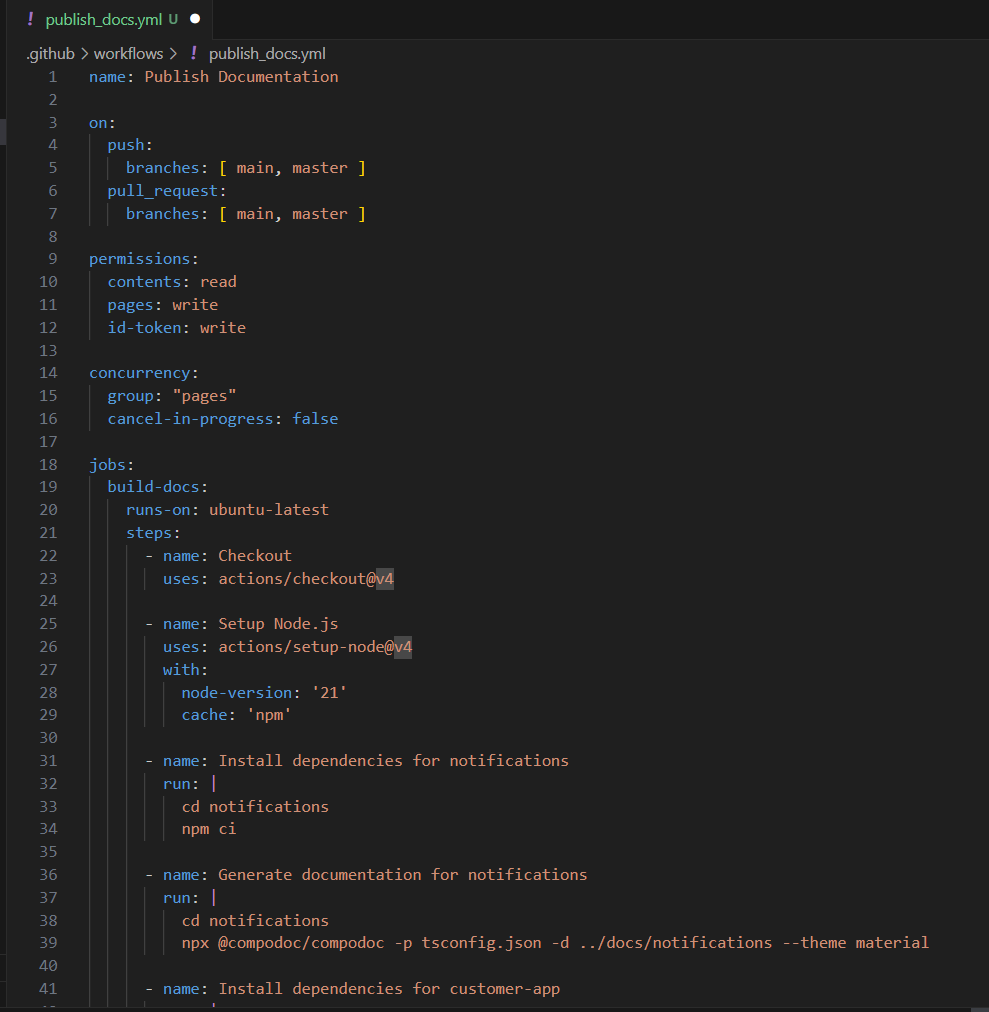 ! publish_docs.yml U
.github > workflows > ! publish_docs.yml
1 name: Publish Documentation
2
3 on:
4 push:
5 branches: [ main, master ]
6 pull_request:
7 branches: [ main, master ]
8
9 permissions:
10 contents: read
11 pages: write
12 id-token: write
13
14 concurrency:
15 group: "pages"
16 cancel-in-progress: false
17
18 jobs:
19 build-docs:
20 runs-on: ubuntu-latest
21 steps:
22 - name: Checkout
23 uses: actions/checkout@v4
24
25 - name: Setup Node.js
26 uses: actions/setup-node@v4
27 with:
28 node-version: '21'
29 cache: 'npm'
30
31 - name: Install dependencies for notifications
32 run: |
33 cd notifications
34 npm ci
35
36 - name: Generate documentation for notifications
37 run: |
38 cd notifications
39 npx @compodoc/compodoc -p tsconfig.json -d ../docs/notifications --theme material
40
41 - name: Install dependencies for customer-app